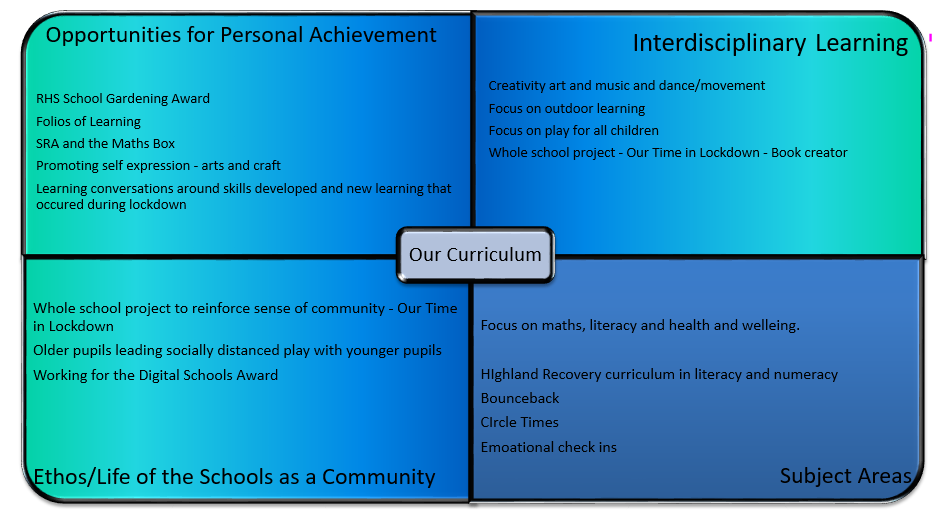 Opportunities for Personal Achievement
RHS School Gardening Award
Folios of Learning
SRA and the Maths Box
Promoting self expression - arts and craft
Learning conversations around skills developed and new learning that
occured during lockdown
Interdisciplinary Learning
Creativity art and music and dance/movement
Focus on outdoor learning
Focus on play for all children
Whole school project - Our Time in Lockdown - Book creator
Our Curriculum
Whole school project to reinforce sense of community - Our Time
in Lockdown
Older pupils leading socially distanced play with younger pupils
Working for the Digital Schools Award
Ethos/Life of the Schools as a Community
Focus on maths, literacy and health and welleing.
HIghland Recovery curriculum in literacy and numeracy
Bounceback
CIrcle Times
Emoational check ins
Subject Areas